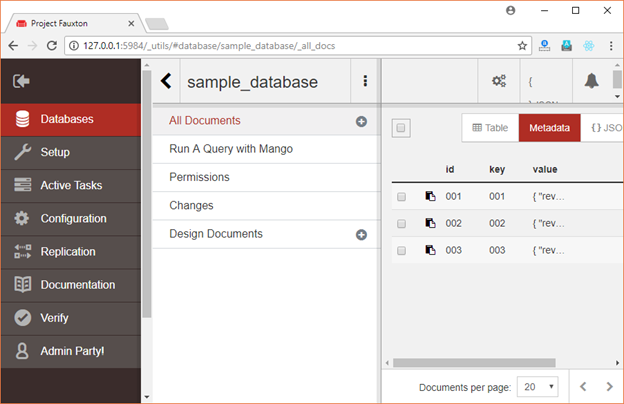 Project Fauxton
127.0.0.1:5984/_utils/#database/sample_database/_all_docs
sample_database
{
Databases
Setup
Active Tasks
Configuration
Replication
Documentation
Verify
Admin Party!
All Documents
Run A Query with Mango
Permissions
Changes
Design Documents
Table Metadata {} JSO
id key value
001 001 { "rev...
002 002 { "rev...
003 003 { "rev...
Documents per page: 20